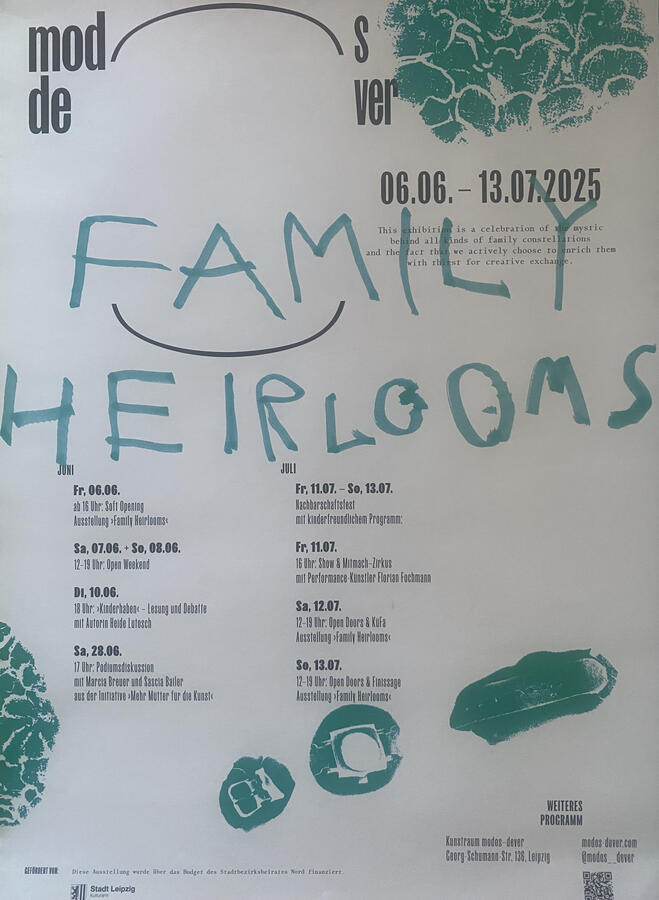 mod s
de ver
06.06. – 13.07.2025
This exhibition is a celebration of the mystic
behind all kinds of family constellations
and the fact that we actively choose to enrich them
with thirst for creative exchange.
FAMILY
HEIRLOOMS
JUNI
Fr, 06.06.
ab 16 Uhr: Soft Opening
Ausstellung ›Family Heirlooms‹
Sa, 07.06. + So, 08.06.
12–19 Uhr: Open Weekend
Di, 10.06.
18 Uhr: ›Kinderhaben‹ – Lesung und Debatte
mit Autorin Heide Lutosch
Sa, 28.06.
17 Uhr: Podiumsdiskussion
mit Marcia Breuer und Sascia Bailer
aus der Initiative ›Mehr Mütter für die Kunst‹
JULI
Fr, 11.07. – So, 13.07.
Nachbarschaftsfest
mit kinderfreundlichem Programm:
Fr, 11.07.
16 Uhr: Show & Mitmach-Zirkus
mit Performance-Künstler Florian Fochmann
Sa, 12.07.
12–19 Uhr: Open Doors & KüFa
Ausstellung ›Family Heirlooms‹
So, 13.07.
12–19 Uhr: Open Doors & Finissage
Ausstellung ›Family Heirlooms‹
WEITERES
PROGRAMM
Kunstraum modos-dever modos-dever.com
Georg-Schumann-Str. 136, Leipzig @modos__dever
GEFÖRDERT VON: Diese Ausstellung wurde über das Budget des Stadtbezirksbeirates Nord finanziert.
Stadt Leipzig
Kulturamt